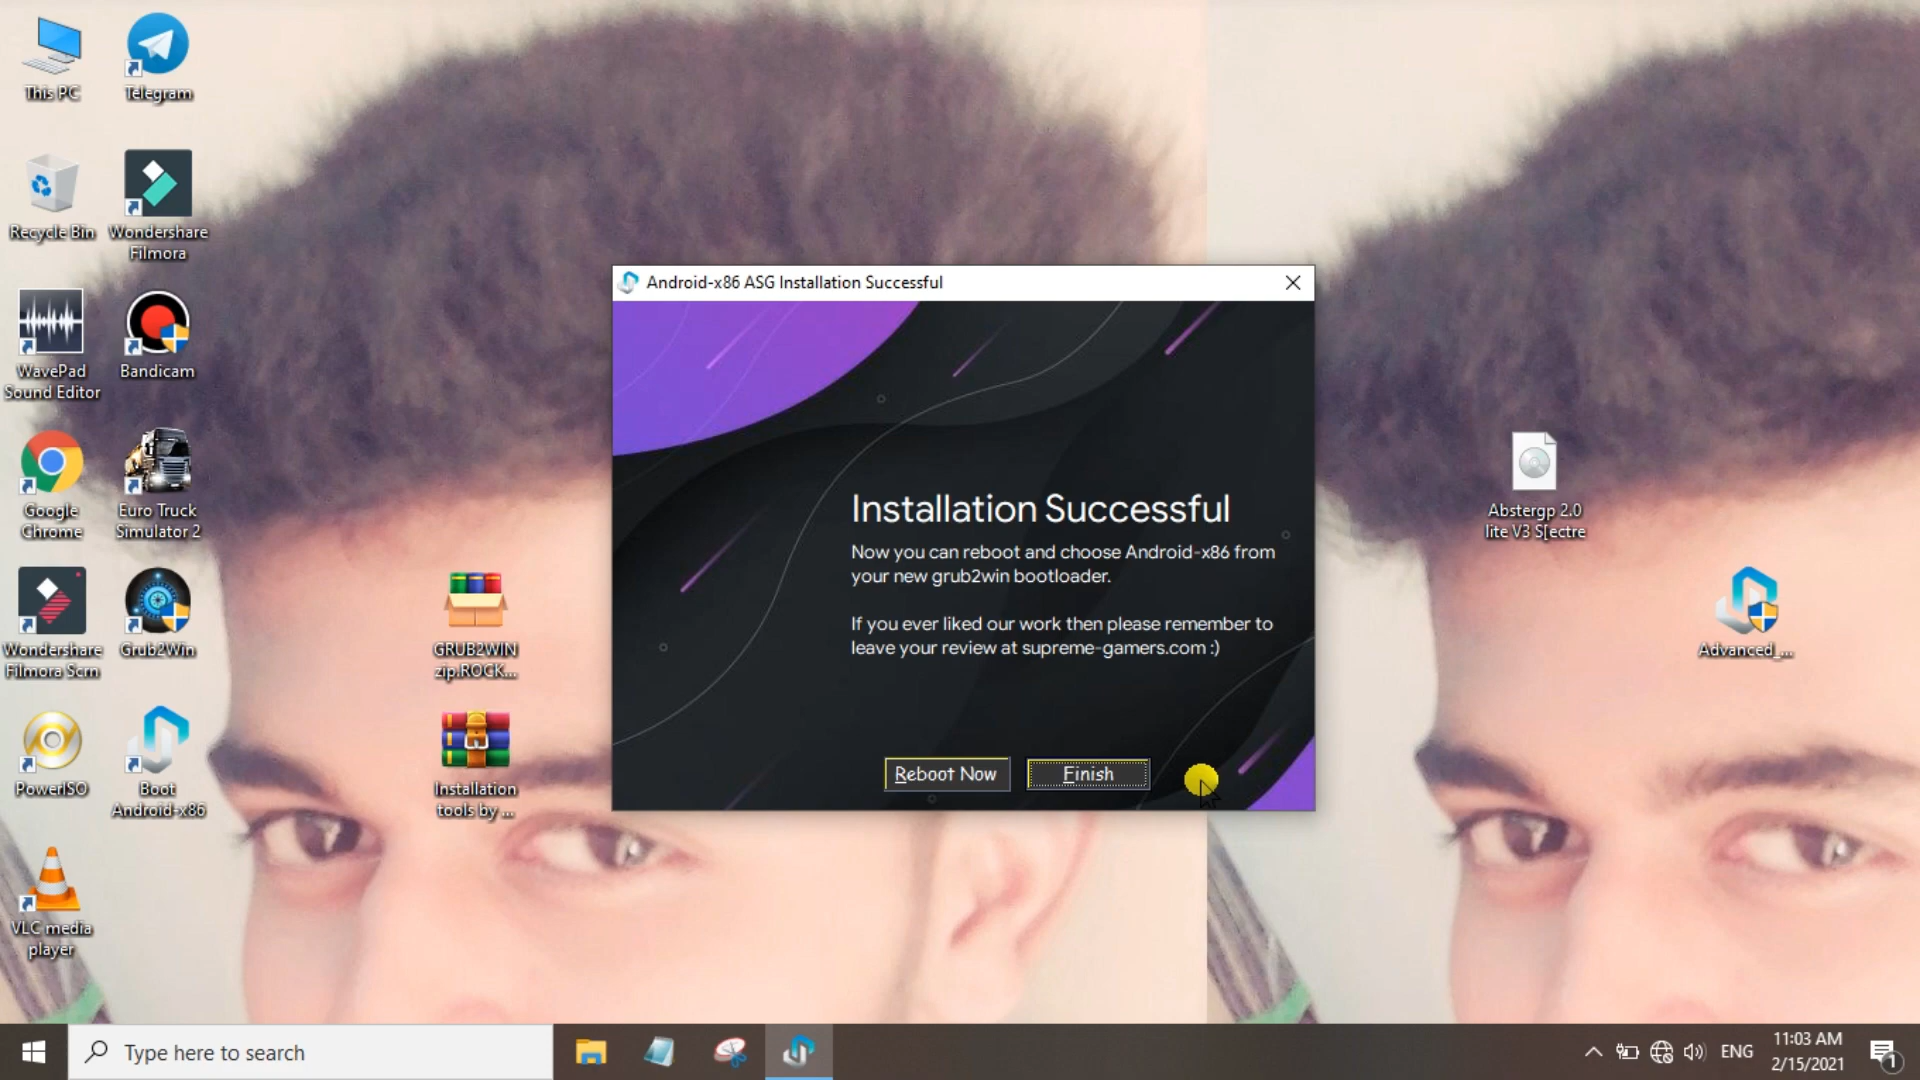 This PC
Telegram
Recycle Bin
Wondershare
Filmora
WavePad
Sound Editor
Bandicam
Google
Chrome
Euro Truck
Simulator 2
Wondershare
Filmora Scrn
Grub2Win
PowerISO
Boot
Android-x86
VLC media
player
GRUB2WIN
zip.ROCK...
Installation
tools by ...
Android-x86 ASG Installation Successful
Installation Successful
Now you can reboot and choose Android-x86 from
your new grub2win bootloader.
If you ever liked our work then please remember to
leave your review at supreme-gamers.com :)
Reboot Now
Finish
Abstergp 2.0
lite V3 S[ectre
Advanced_...
Type here to search
ENG
11:03 AM
2/15/2021
1